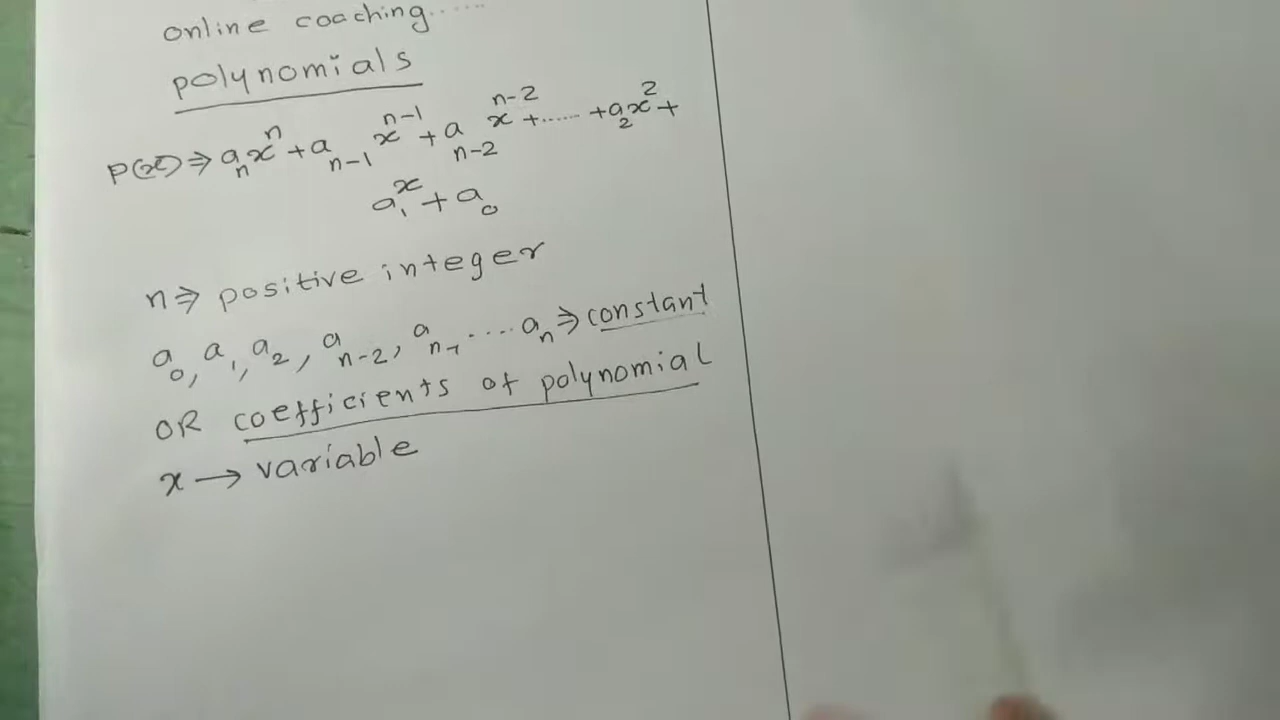 online coaching......
polynomials
P(x) ⇒ aₙxⁿ + aₙ₋₁xⁿ⁻¹ + aₙ₋₂xⁿ⁻² + ...... + a₂x² +
a₁x + a₀
n ⇒ positive integer
a₀, a₁, a₂, aₙ₋₂, aₙ₋₁ .... aₙ ⇒ constant
OR coefficients of polynomial
x → variable